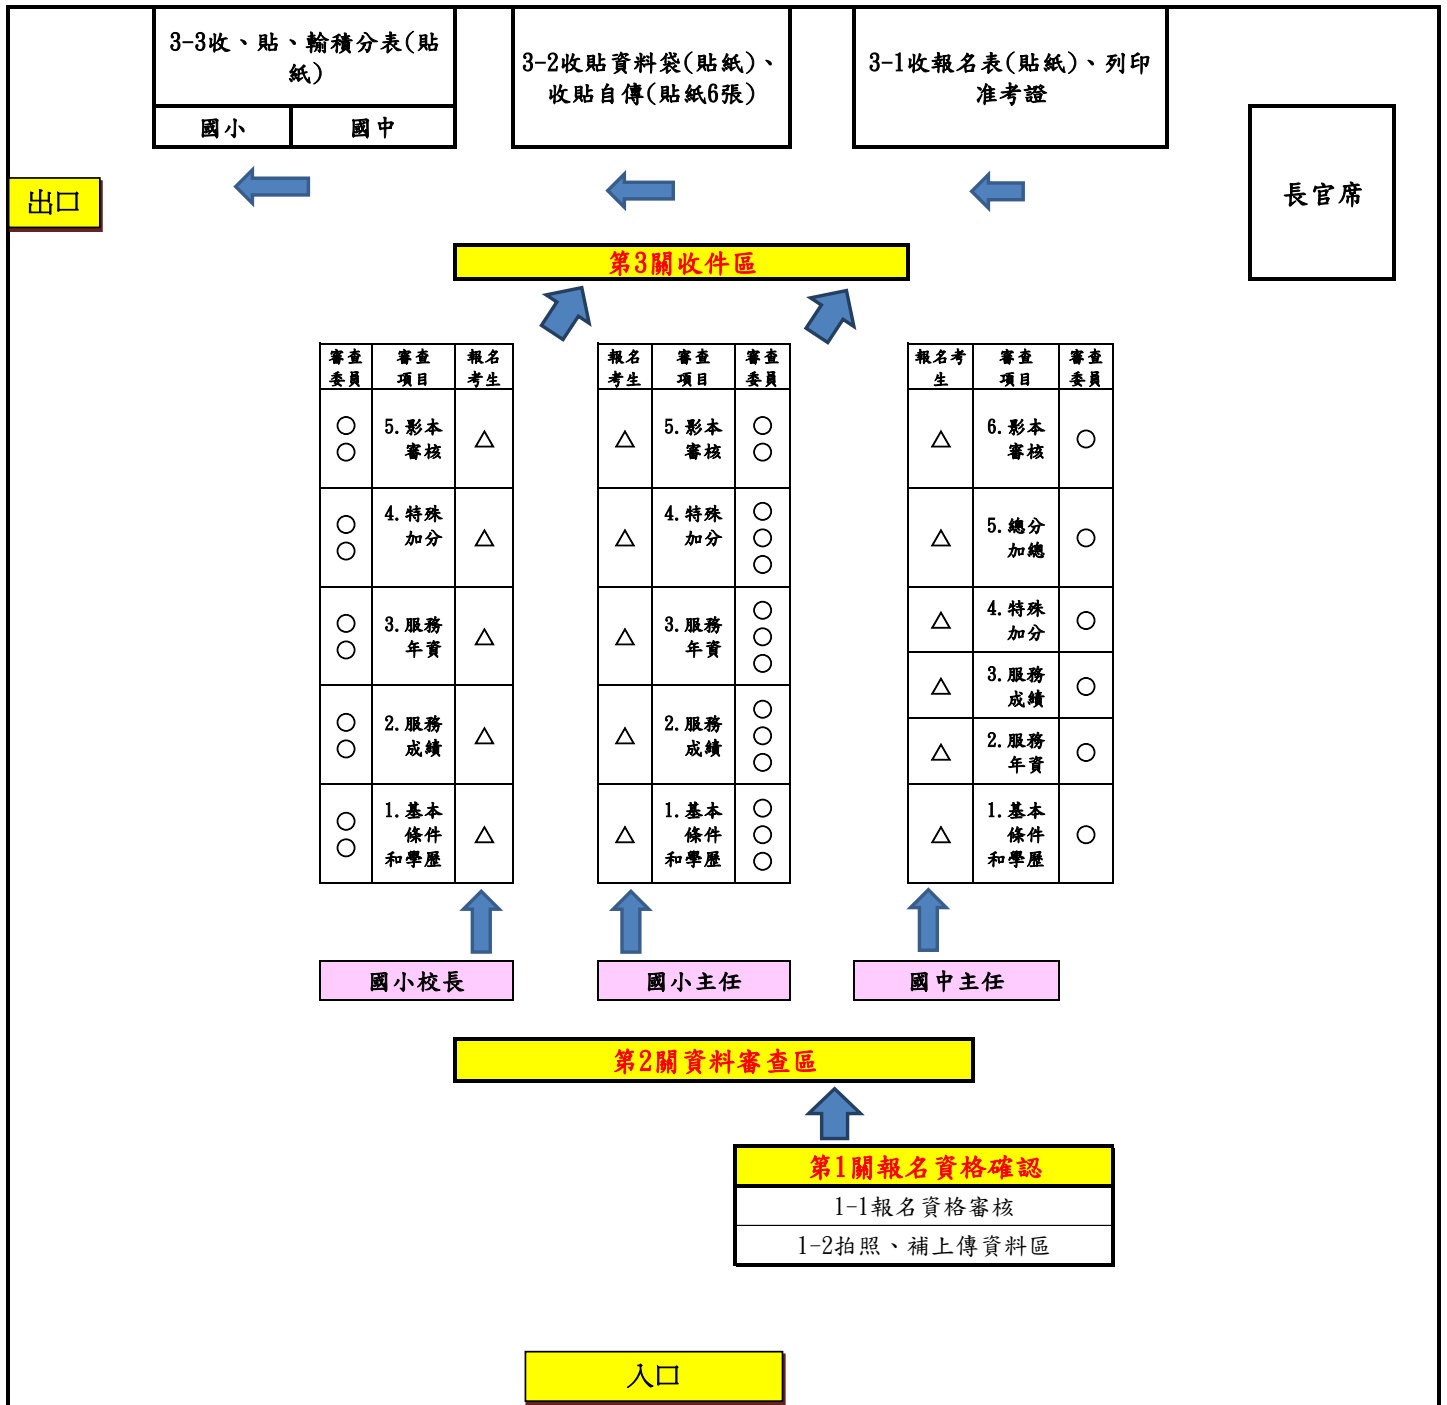 3-3收、貼、輸積分表(貼
紙)
國小
國中
3-2收貼資料袋(貼紙)、
收貼自傳(貼紙6張)
3-1收報名表(貼紙)、列印
准考證
長官席
出口
第3關收件區
審查
委員
審查
項目
報名
考生
○
○
5.影本
審核
△
○
○
4.特殊
加分
△
○
○
3.服務
年資
△
○
○
2.服務
成績
△
○
○
1.基本
條件
和學歷
△
報名
考生
審查
項目
審查
委員
△
5.影本
審核
○
○
△
4.特殊
加分
○
○
○
△
3.服務
年資
○
○
○
△
2.服務
成績
○
○
○
△
1.基本
條件
和學歷
○
○
○
報名考
生
審查
項目
審查
委員
△
6.影本
審核
○
△
5.總分
加總
○
△
4.特殊
加分
○
△
3.服務
成績
○
△
2.服務
年資
○
△
1.基本
條件
和學歷
○
國小校長
國小主任
國中主任
第2關資料審查區
第1關報名資格確認
1-1報名資格審核
1-2拍照、補上傳資料區
入口